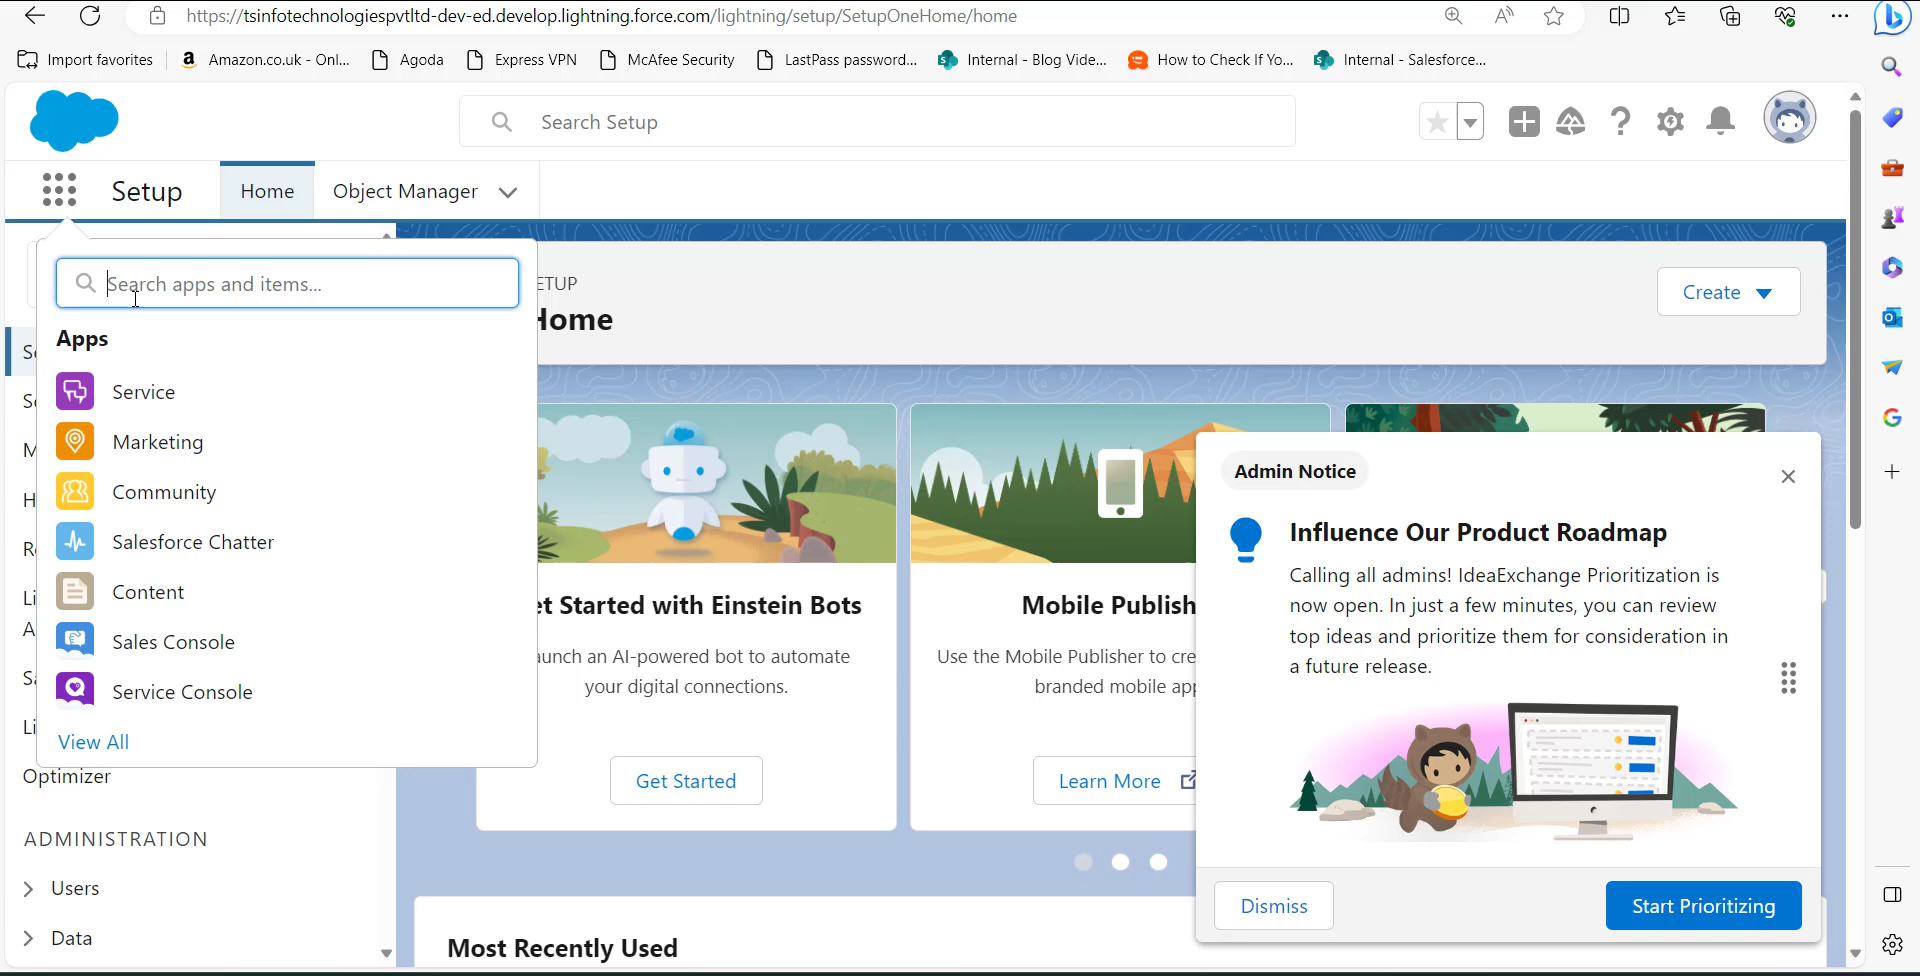 https://tsinfotechnologiespvtltd-dev-ed.develop.lightning.force.com/lightning/setup/SetupOneHome/home
Import favorites
Amazon.co.uk - Onl...
Agoda
Express VPN
McAfee Security
LastPass password...
Internal - Blog Vide...
How to Check If Yo...
Internal - Salesforce...
Search Setup
Setup
Home
Object Manager
Search apps and items...
Apps
Service
Marketing
Community
Salesforce Chatter
Content
Sales Console
Service Console
View All
Optimizer
ADMINISTRATION
Users
Data
ETUP
Home
Create
et Started with Einstein Bots
aunch an AI-powered bot to automate
your digital connections.
Get Started
Mobile Publish
Use the Mobile Publisher to cre
branded mobile app
Learn More
Most Recently Used
Admin Notice
Influence Our Product Roadmap
Calling all admins! IdeaExchange Prioritization is
now open. In just a few minutes, you can review
top ideas and prioritize them for consideration in
a future release.
Dismiss
Start Prioritizing